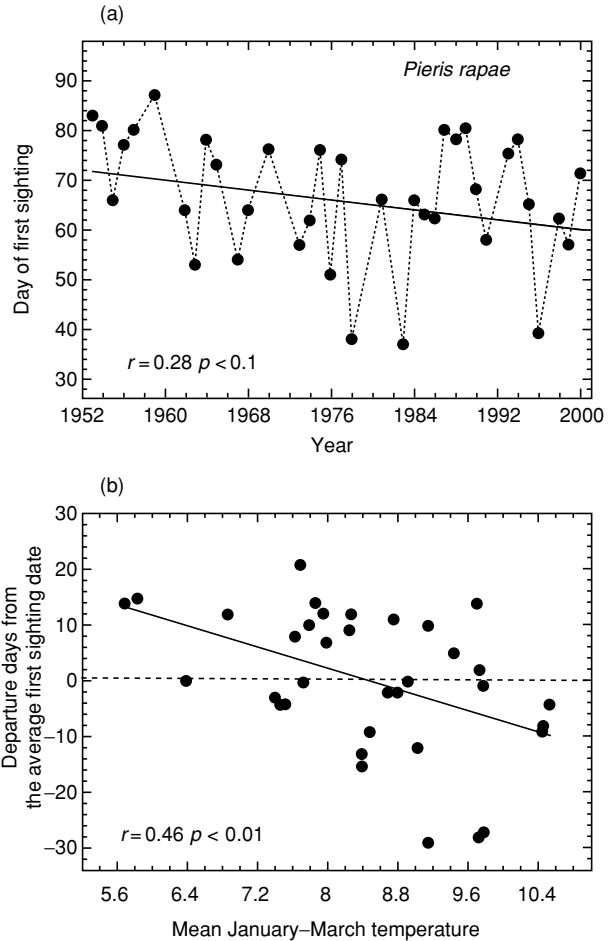 (a)
Pieris rapae
Day of first sighting
90
80
70
60
50
40
30
r = 0.28 p < 0.1
1952 1960 1968 1976 1984 1992 2000
Year
(b)
Departure days from
the average first sighting date
30
20
10
0
−10
−20
−30
r = 0.46 p < 0.01
5.6 6.4 7.2 8 8.8 9.6 10.4
Mean January–March temperature